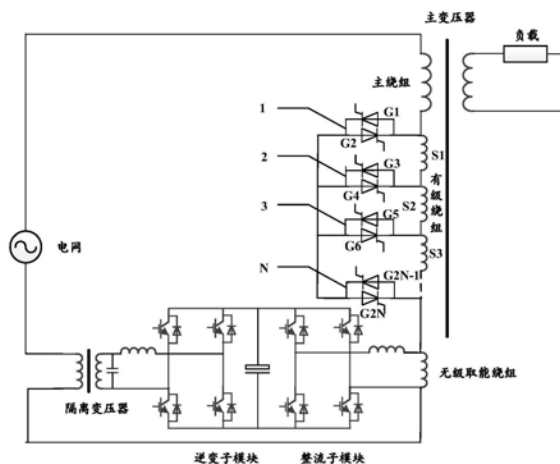 主变压器
负载
主绕组
1
G1
G2
S1
2
G3
G4
有级绕组
S2
3
G5
G6
S3
N
G2N-1
G2N
电网
无级取能绕组
隔离变压器
逆变子模块
整流子模块